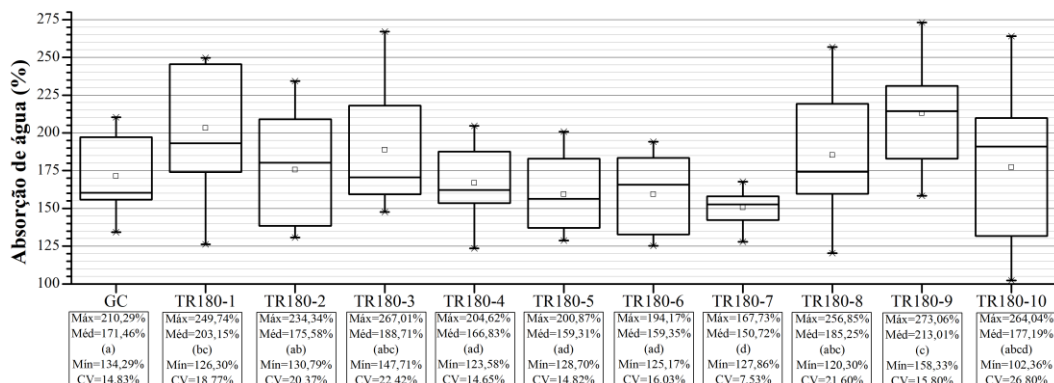 Absorção de água (%)
275
250
225
200
175
150
125
100
GC
TR180-1
TR180-2
TR180-3
TR180-4
TR180-5
TR180-6
TR180-7
TR180-8
TR180-9
TR180-10
Máx=210,29%
Méd=171,46%
(a)
Mín=134,29%
CV=14.83%
Máx=249,74%
Méd=203,15%
(bc)
Mín=126,30%
CV=18.77%
Máx=234,34%
Méd=175,58%
(ab)
Mín=130,79%
CV=20.37%
Máx=267,01%
Méd=188,71%
(abc)
Mín=147,71%
CV=22.42%
Máx=204,62%
Méd=166,83%
(ad)
Mín=123,58%
CV=14.65%
Máx=200,87%
Méd=159,31%
(ad)
Mín=128,70%
CV=14.82%
Máx=194,17%
Méd=159,35%
(ad)
Mín=125,17%
CV=16.03%
Máx=167,73%
Méd=150,72%
(d)
Mín=127,86%
CV=7.53%
Máx=256,85%
Méd=185,25%
(abc)
Mín=120,30%
CV=21.60%
Máx=273,06%
Méd=213,01%
(c)
Mín=158,33%
CV=15.80%
Máx=264,04%
Méd=177,19%
(abcd)
Mín=102,36%
CV=26.80%